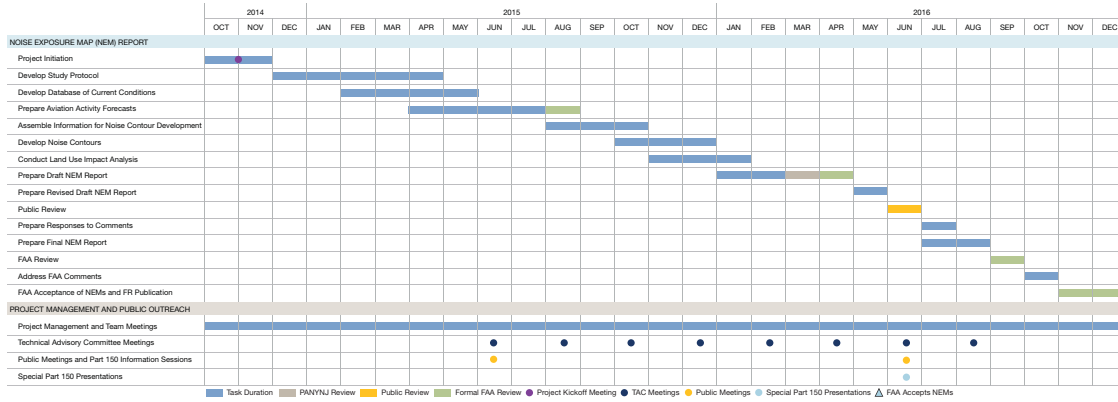 2014 2015 2016
OCT NOV DEC JAN FEB MAR APR MAY JUN JUL AUG SEP OCT DEC JAN FEB MAR APR MAY JUN JUL AUG SEP OCT NOV DEC
NOISE EXPOSURE MAP (NEM) REPORT
Project Initiation
Develop Study Protocol
Develop Database of Current Conditions
Prepare Aviation Activity Forecasts
Assemble Information for Noise Contour Development
Develop Noise Contours
Conduct Land Use Impact Analysis
Prepare Draft NEM Report
Prepare Revised Draft NEM Report
Public Review
Prepare Responses to Comments
Prepare Final NEM Report
FAA Review
Address FAA Comments
FAA Acceptance of NEMs and FR Publication
PROJECT MANAGEMENT AND PUBLIC OUTREACH
Project Management and Team Meetings
Technical Advisory Committee Meetings
Public Meetings and Part 150 Information Sessions
Special Part 150 Presentations
Task Duration PANYNJ Review Public Review Formal FAA Review Project Kickoff Meeting TAC Meetings Public Meetings Special Part 150 Presentations FAA Accepts NEMs